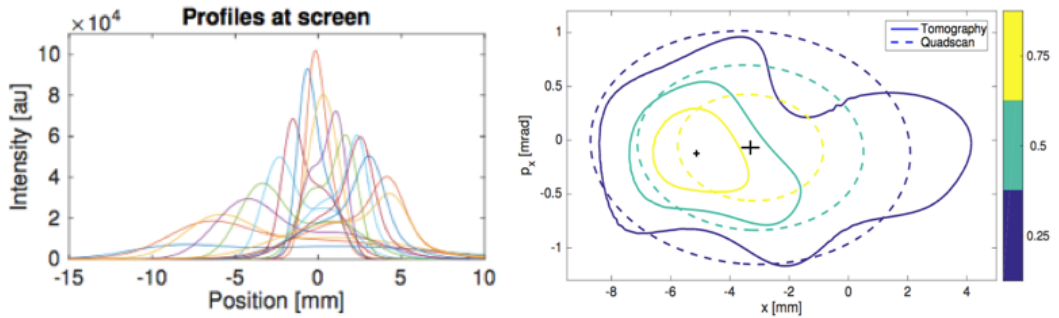 Profiles at screen
×10⁴
Intensity [au]
10
8
6
4
2
0
-15 -10 -5 0 5 10
Position [mm]
Tomography
Quadscan
p_x [mrad]
1
0.5
0
-0.5
-1
-8 -6 -4 -2 0 2 4
x [mm]
0.75
0.5
0.25